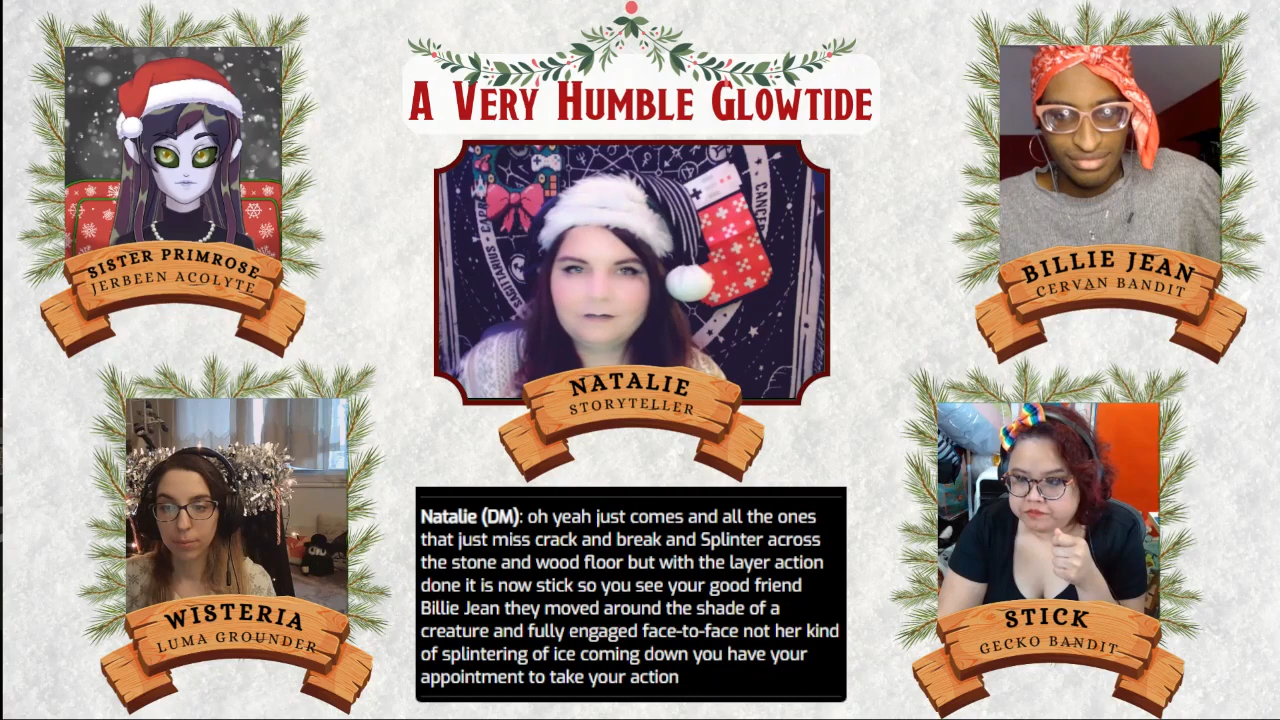 A Very Humble Glowtide
SISTER PRIMROSE
JERBEEN ACOLYTE
BILLIE JEAN
CERVAN BANDIT
CAPR
SAGITTARIUS
CANCE
NATALIE
STORYTELLER
WISTERIA
LUMA GROUNDER
STICK
GECKO BANDIT
Natalie (DM): oh yeah just comes and all the ones
that just miss crack and break and Splinter across
the stone and wood floor but with the layer action
done it is now stick so you see your good friend
Billie Jean they moved around the shade of a
creature and fully engaged face-to-face not her kind
of splintering of ice coming down you have your
appointment to take your action